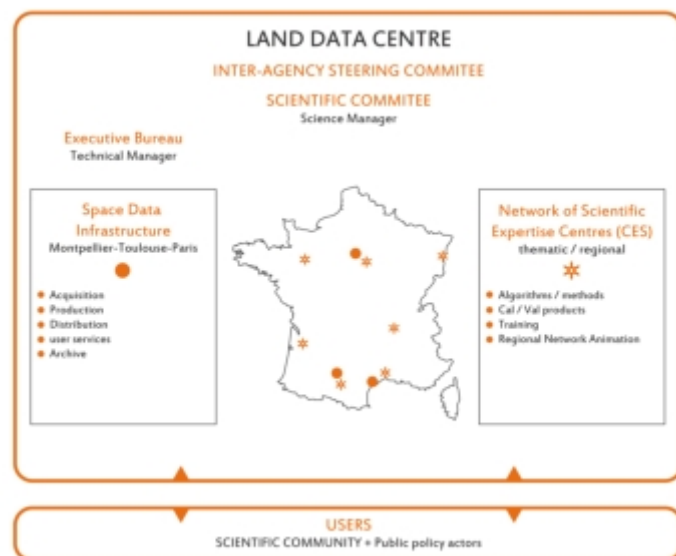 LAND DATA CENTRE
INTER-AGENCY STEERING COMMITEE
SCIENTIFIC COMMITEE
Science Manager
Executive Bureau
Technical Manager
Space Data
Infrastructure
Montpellier-Toulouse-Paris
Acquisition
Production
Distribution
user services
Archive
Network of Scientific
Expertise Centres (CES)
thematic / regional
Algorithms / methods
Cal / Val products
Training
Regional Network Animation
USERS
SCIENTIFIC COMMUNITY + Public policy actors